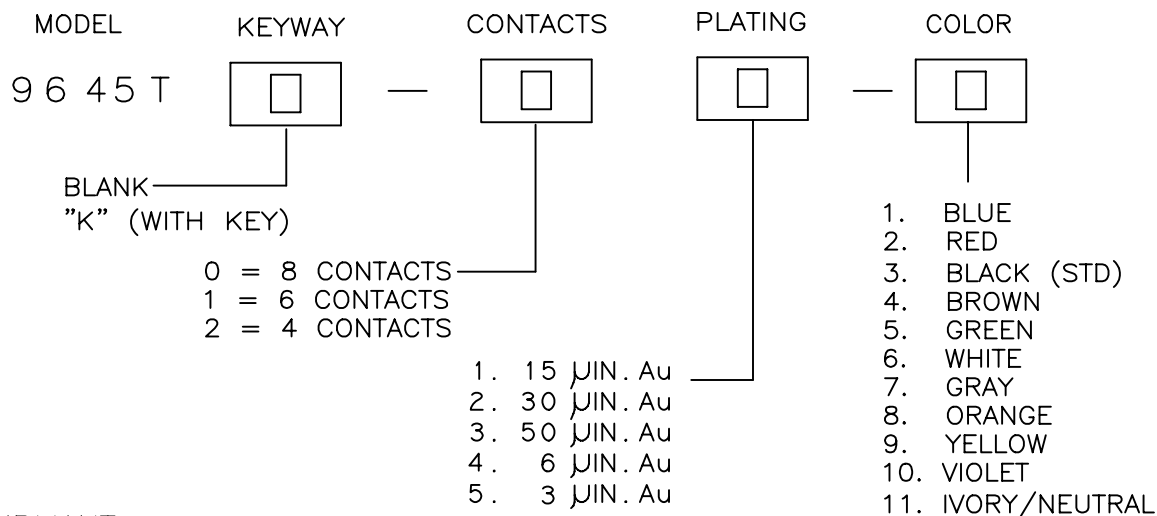 MODEL KEYWAY CONTACTS PLATING COLOR
9645T — —
BLANK
"K" (WITH KEY)
0 = 8 CONTACTS
1 = 6 CONTACTS
2 = 4 CONTACTS
1. 15 µIN. Au
2. 30 µIN. Au
3. 50 µIN. Au
4. 6 µIN. Au
5. 3 µIN. Au
1. BLUE
2. RED
3. BLACK (STD)
4. BROWN
5. GREEN
6. WHITE
7. GRAY
8. ORANGE
9. YELLOW
10. VIOLET
11. IVORY/NEUTRAL